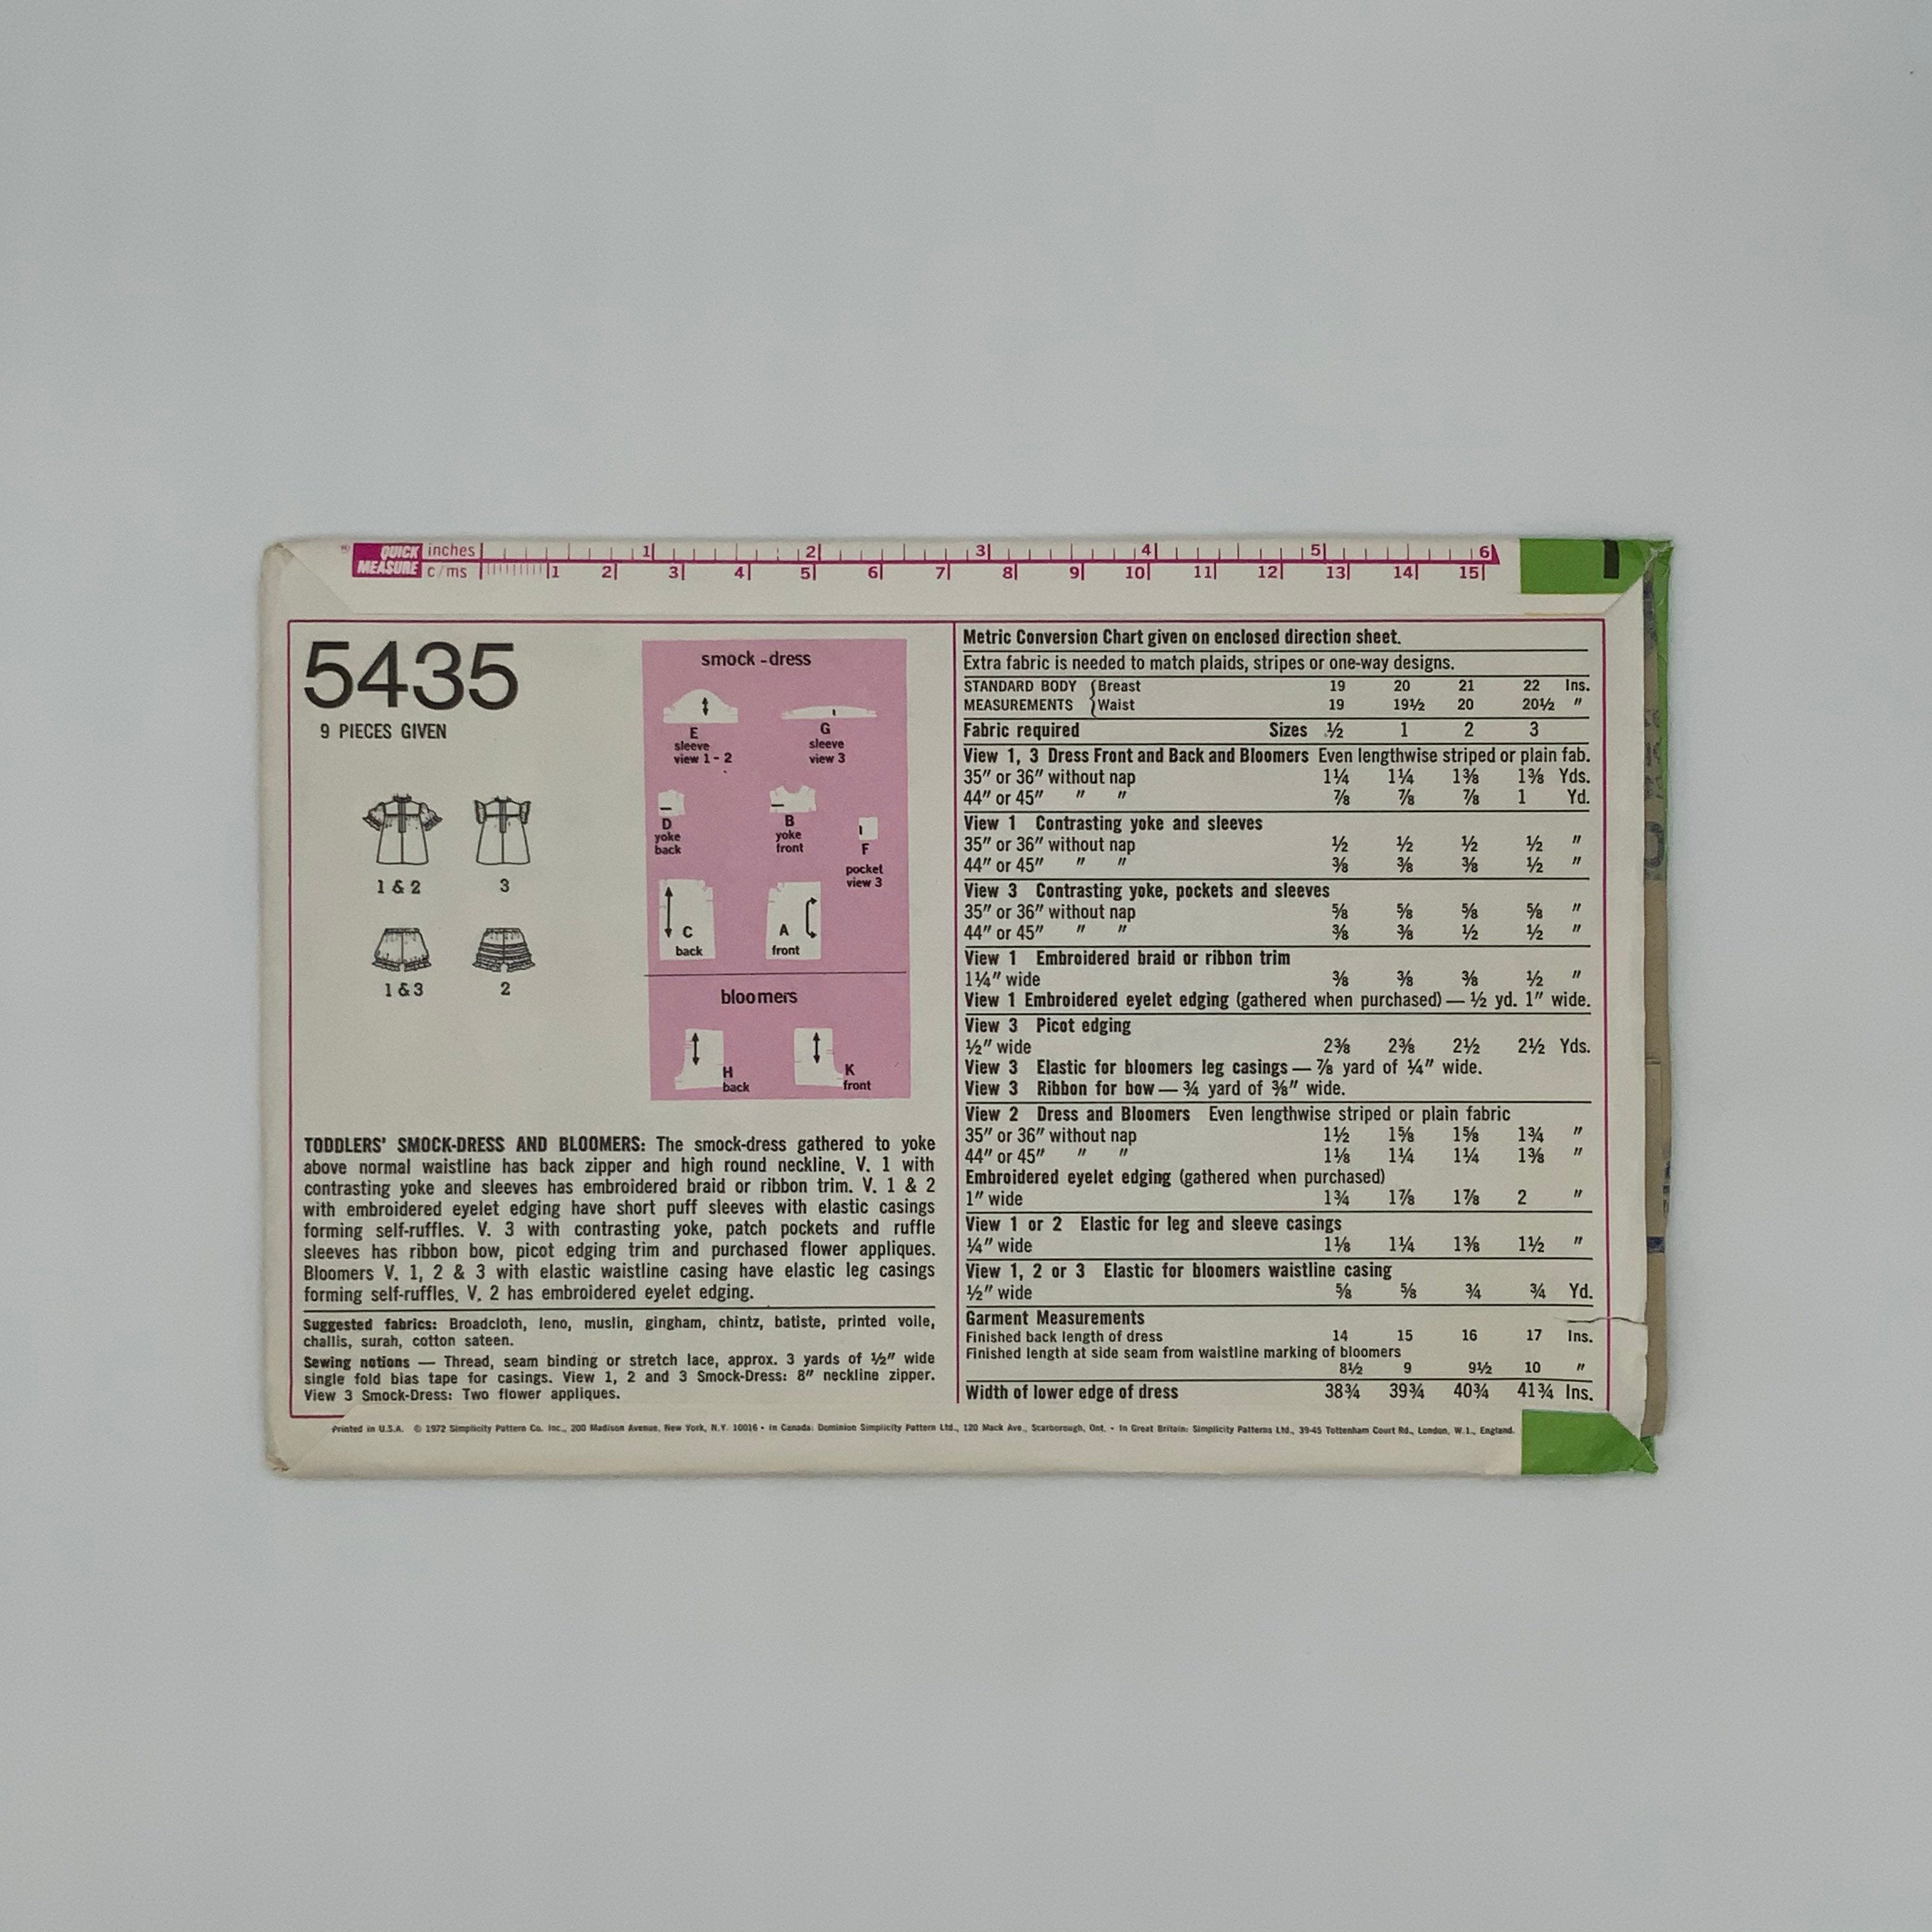 ® QUICK MEASURE inches 1 2 3 4 5 6
c/ms 1 2 3 4 5 6 7 8 9 10 11 12 13 14 15
5435
9 PIECES GIVEN
1 & 2
3
1 & 3
2
smock-dress
E
sleeve
view 1-2
G
sleeve
view 3
D
yoke
back
B
yoke
front
F
pocket
view 3
C
back
A
front
bloomers
H
back
K
front
TODDLERS' SMOCK-DRESS AND BLOOMERS: The smock-dress gathered to yoke
above normal waistline has back zipper and high round neckline. V. 1 with
contrasting yoke and sleeves has embroidered braid or ribbon trim. V. 1 & 2
with embroidered eyelet edging have short puff sleeves with elastic casings
forming self-ruffles. V. 3 with contrasting yoke, patch pockets and ruffle
sleeves has ribbon bow, picot edging trim and purchased flower appliques.
Bloomers V. 1, 2 & 3 with elastic waistline casing have elastic leg casings
forming self-ruffles. V. 2 has embroidered eyelet edging.
Suggested fabrics: Broadcloth, leno, muslin, gingham, chintz, batiste, printed voile,
challis, surah, cotton sateen.
Sewing notions — Thread, seam binding or stretch lace, approx. 3 yards of ½" wide
single fold bias tape for casings. View 1, 2 and 3 Smock-Dress: 8" neckline zipper.
View 3 Smock-Dress: Two flower appliques.
Metric Conversion Chart given on enclosed direction sheet.
Extra fabric is needed to match plaids, stripes or one-way designs.
STANDARD BODY { Breast 19 20 21 22 Ins.
MEASUREMENTS { Waist 19 19½ 20 20½ "
Fabric required Sizes ½ 1 2 3
View 1, 3 Dress Front and Back and Bloomers Even lengthwise striped or plain fab.
35" or 36" without nap 1¼ 1¼ 1⅜ 1⅜ Yds.
44" or 45" " " ⅞ ⅞ ⅞ 1 Yd.
View 1 Contrasting yoke and sleeves
35" or 36" without nap ½ ½ ½ ½ "
44" or 45" " " ⅜ ⅜ ⅜ ½ "
View 3 Contrasting yoke, pockets and sleeves
35" or 36" without nap ⅝ ⅝ ⅝ ⅝ "
44" or 45" " " ⅜ ⅜ ½ ½ "
View 1 Embroidered braid or ribbon trim
1¼" wide ⅜ ⅜ ⅜ ½ "
View 1 Embroidered eyelet edging (gathered when purchased) — ½ yd. 1" wide.
View 3 Picot edging
½" wide 2⅜ 2⅜ 2½ 2½ Yds.
View 3 Elastic for bloomers leg casings — ⅞ yard of ¼" wide.
View 3 Ribbon for bow — ¾ yard of ⅜" wide.
View 2 Dress and Bloomers Even lengthwise striped or plain fabric
35" or 36" without nap 1½ 1⅝ 1⅝ 1¾ "
44" or 45" " " 1⅛ 1¼ 1¼ 1⅜ "
Embroidered eyelet edging (gathered when purchased)
1" wide 1¾ 1⅞ 1⅞ 2 "
View 1 or 2 Elastic for leg and sleeve casings
¼" wide 1⅛ 1¼ 1⅜ 1½ "
View 1, 2 or 3 Elastic for bloomers waistline casing
½" wide ⅝ ⅝ ¾ ¾ Yd.
Garment Measurements
Finished back length of dress 14 15 16 17 Ins.
Finished length at side seam from waistline marking of bloomers
8½ 9 9½ 10 "
Width of lower edge of dress 38¾ 39¾ 40¾ 41¾ Ins.
Printed in U.S.A. © 1972 Simplicity Pattern Co. Inc., 200 Madison Avenue, New York, N.Y. 10016 • In Canada: Dominion Simplicity Pattern Ltd., 120 Mack Ave., Scarborough, Ont. • In Great Britain: Simplicity Patterns Ltd., 39-45 Tottenham Court Rd., London, W.1., England.